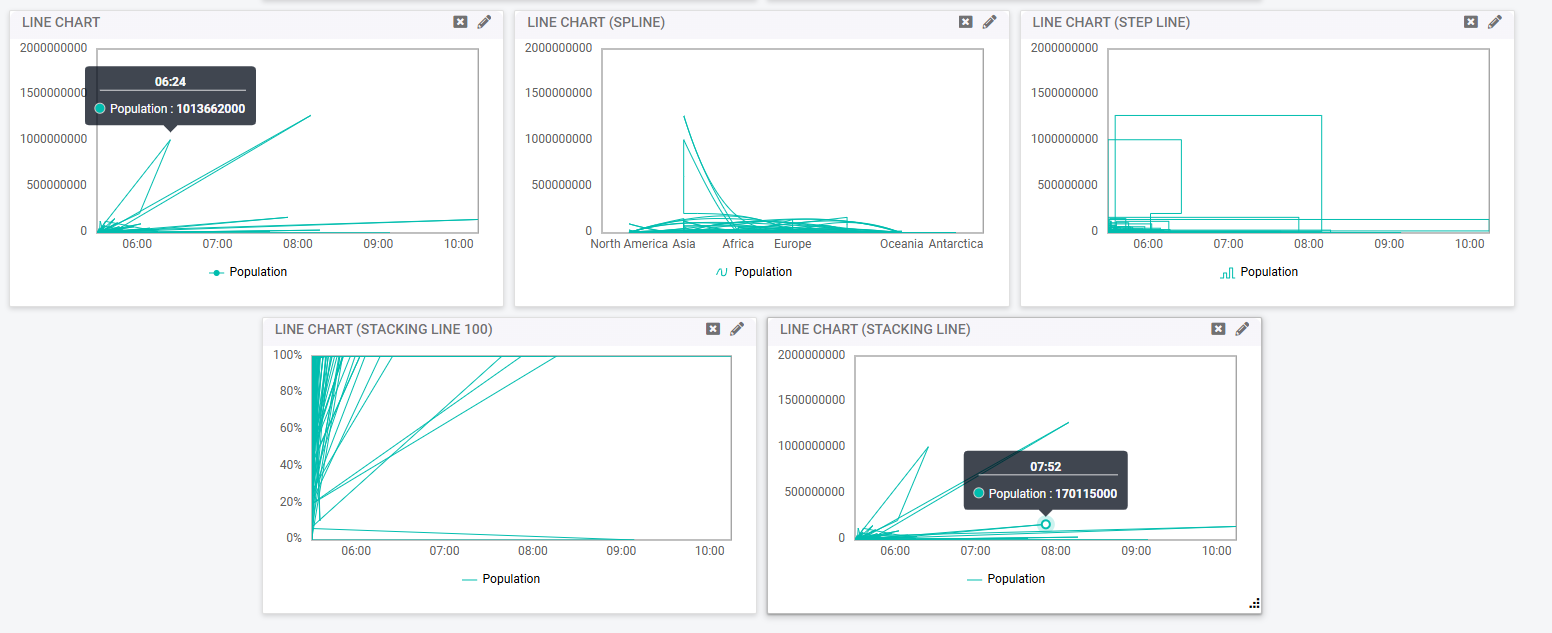 LINE CHART
2000000000
1500000000
1000000000
500000000
0
06:24
Population : 1013662000
06:00 07:00 08:00 09:00 10:00
Population
LINE CHART (SPLINE)
2000000000
1500000000
1000000000
500000000
0
North America Asia Africa Europe Oceania Antarctica
Population
LINE CHART (STEP LINE)
2000000000
1500000000
1000000000
500000000
0
06:00 07:00 08:00 09:00 10:00
Population
LINE CHART (STACKING LINE 100)
100%
80%
60%
40%
20%
0%
06:00 07:00 08:00 09:00 10:00
Population
LINE CHART (STACKING LINE)
2000000000
1500000000
1000000000
500000000
0
07:52
Population : 170115000
06:00 07:00 08:00 09:00 10:00
Population